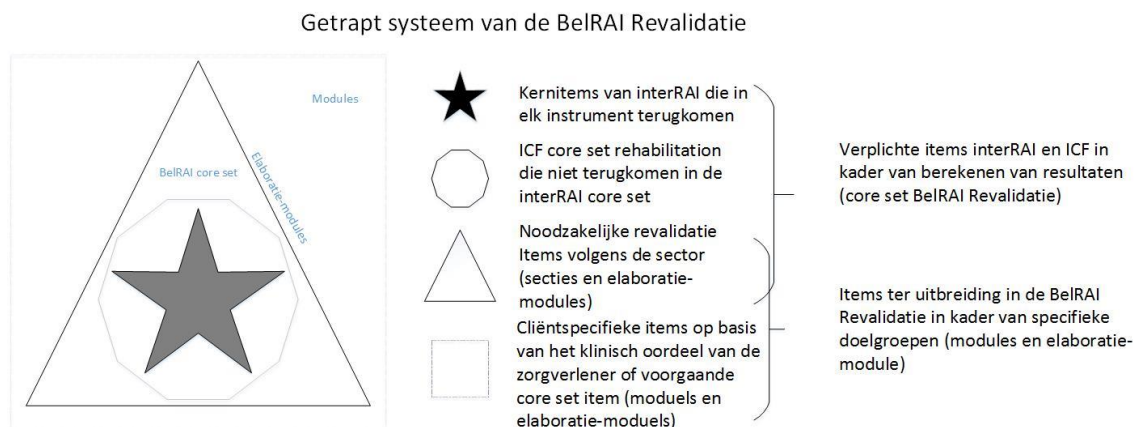 Getrapt systeem van de BelRAI Revalidatie
Modules
BelRAI core set
Elaboratie-modules
Kernitems van interRAI die in
elk instrument terugkomen
ICF core set rehabilitation
die niet terugkomen in de
interRAI core set
Noodzakelijke revalidatie
Items volgens de sector
(secties en elaboratie-
modules)
Cliëntspecifieke items op basis
van het klinisch oordeel van de
zorgverlener of voorgaande
core set item (moduels en
elaboratie-moduels)
Verplichte items interRAI en ICF in
kader van berekenen van resultaten
(core set BelRAI Revalidatie)
Items ter uitbreiding in de BelRAI
Revalidatie in kader van specifieke
doelgroepen (modules en elaboratie-
module)